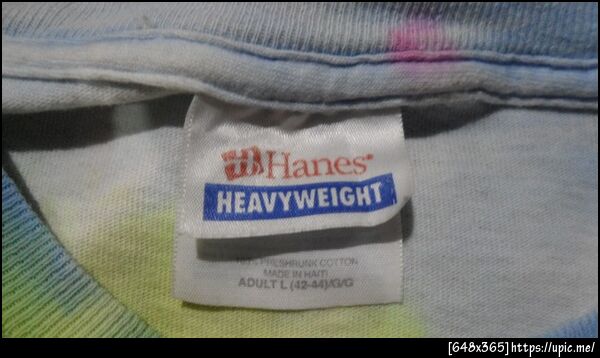 Hanes®
HEAVYWEIGHT
100% PRESHRUNK COTTON
MADE IN HAITI
ADULT L (42-44)/G/G
[648x365]https://upic.me/